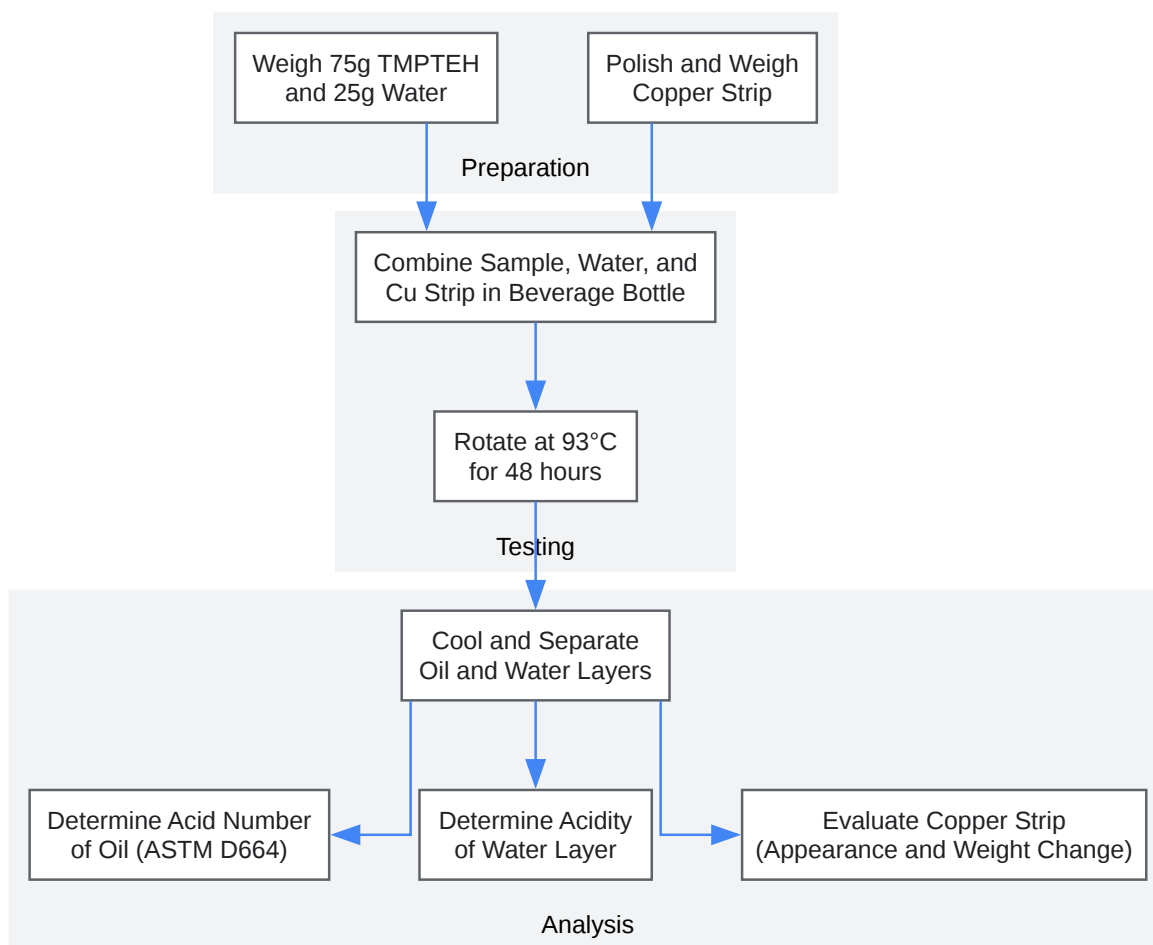 Weigh 75g TMPTEH
and 25g Water
Polish and Weigh
Copper Strip
Preparation
Combine Sample, Water, and
Cu Strip in Beverage Bottle
Rotate at 93°C
for 48 hours
Testing
Cool and Separate
Oil and Water Layers
Determine Acid Number
of Oil (ASTM D664)
Determine Acidity
of Water Layer
Evaluate Copper Strip
(Appearance and Weight Change)
Analysis